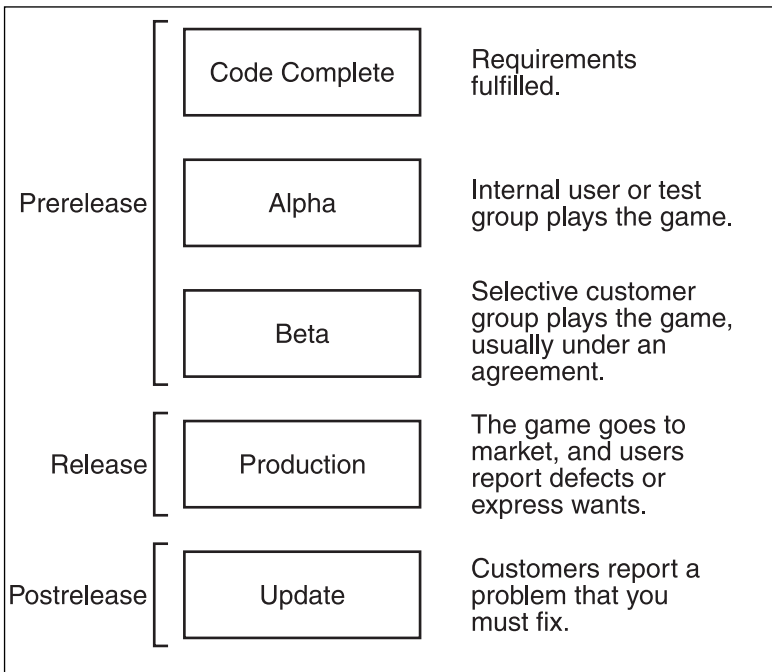 Prerelease
Code Complete
Requirements
fulfilled.
Alpha
Internal user or test
group plays the game.
Beta
Selective customer
group plays the game,
usually under an
agreement.
Release
Production
The game goes to
market, and users
report defects or
express wants.
Postrelease
Update
Customers report a
problem that you
must fix.